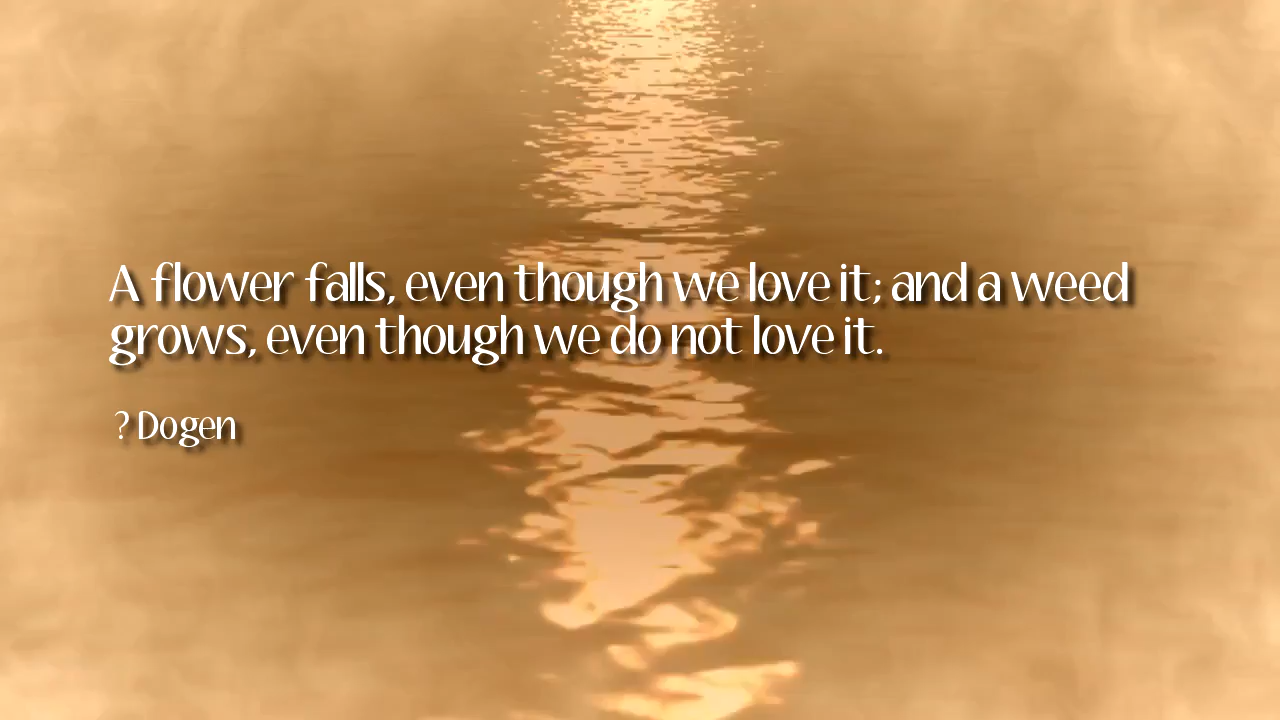 A flower falls, even though we love it; and a weed
grows, even though we do not love it.
? Dogen